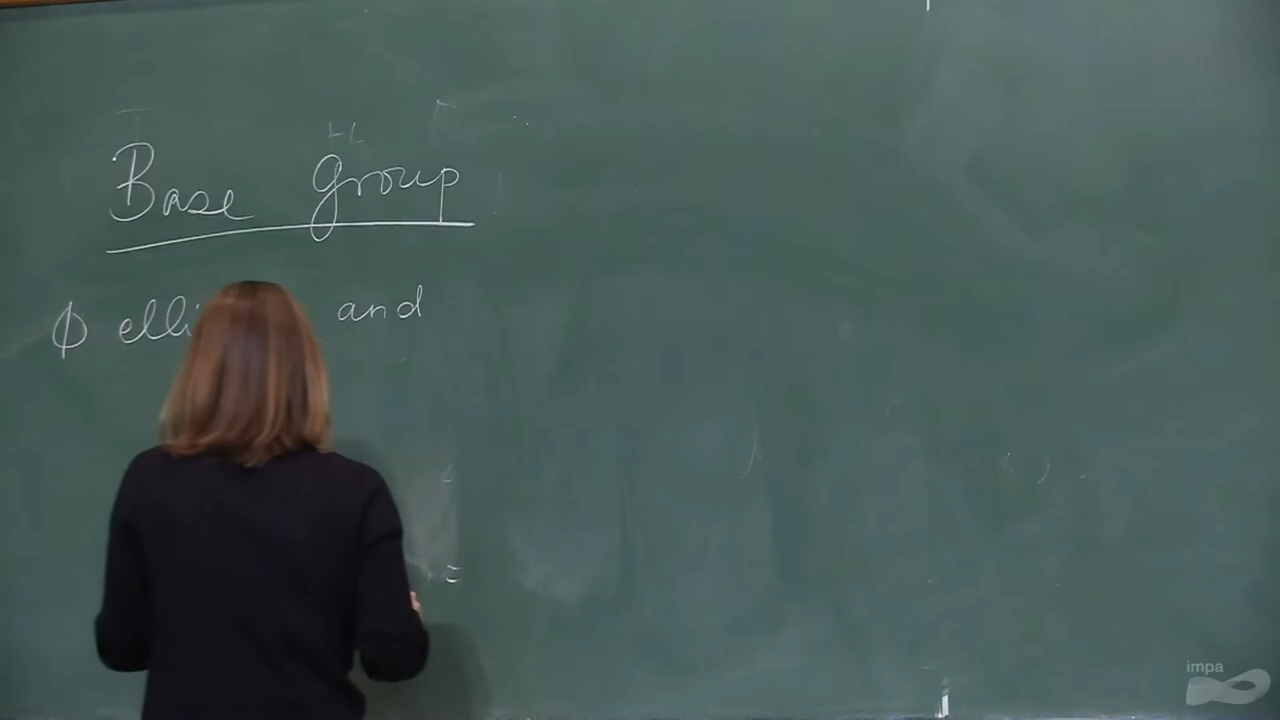 Base group
ϕ elli and
impa